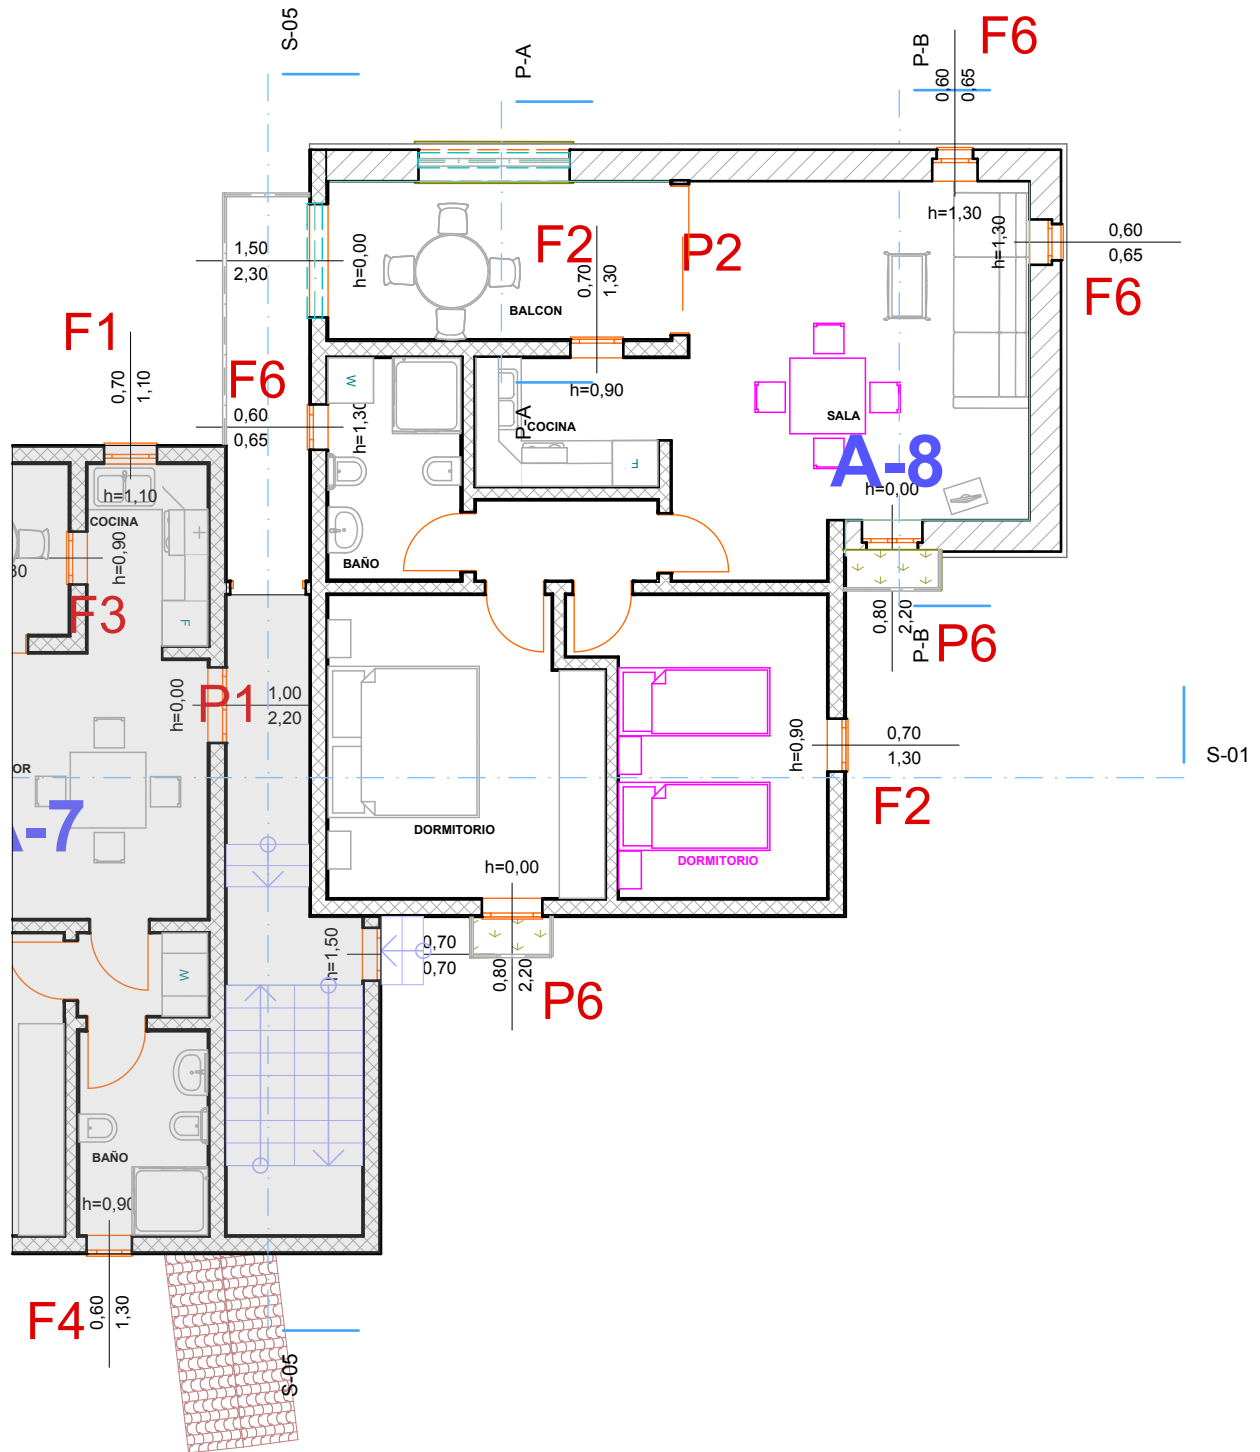 S-05
P-A
P-B
F6
0,60
0,65
h=1,30
h=1,30
0,60
0,65
F6
1,50
2,30
h=0,00
F2
0,70
1,30
P2
BALCON
F1
0,70
1,10
F6
0,60
0,65
h=1,30
W
h=0,90
P-A
COCINA
F
SALA
A-8
h=0,00
h=1,10
COCINA
h=0,90
F3
F
BAÑO
0,80
2,20
P-B
P6
h=0,00
P1
1,00
2,20
h=0,90
0,70
1,30
F2
S-01
A-7
DORMITORIO
DORMITORIO
h=0,00
h=1,50
0,70
0,70
0,80
2,20
P6
W
BAÑO
h=0,90
F4
0,60
1,30
S-05